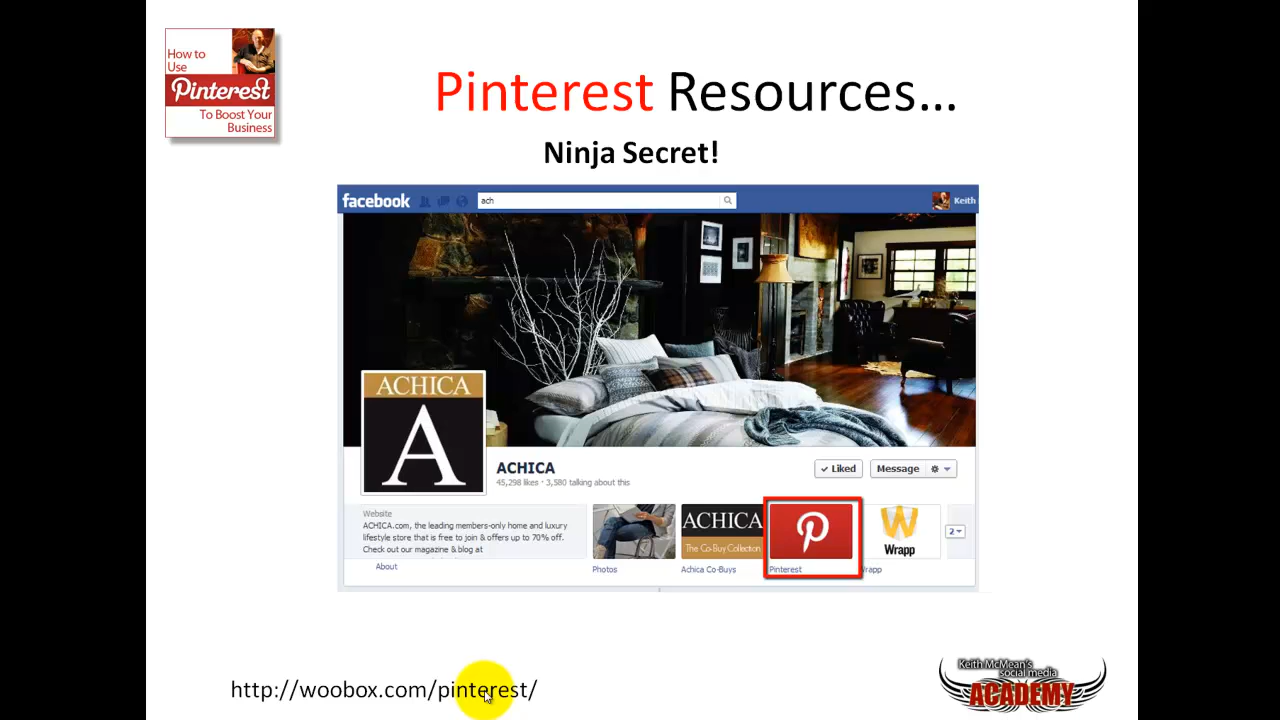 How to
Use
Pinterest
To Boost Your
Business
Pinterest Resources...
Ninja Secret!
facebook
ach
Keith
ACHICA
A
ACHICA
45,298 likes · 3,580 talking about this
Liked
Message
Website
ACHICA.com, the leading members-only home and luxury
lifestyle store that is free to join & offers up to 70% off.
Check out our magazine & blog at
About
Photos
ACHICA
The Co-Buy Collection
Achica Co-Buys
Pinterest
W
Wrapp
rapp
2
http://woobox.com/pinterest/
Keith McMean's
social media
ACADEMY